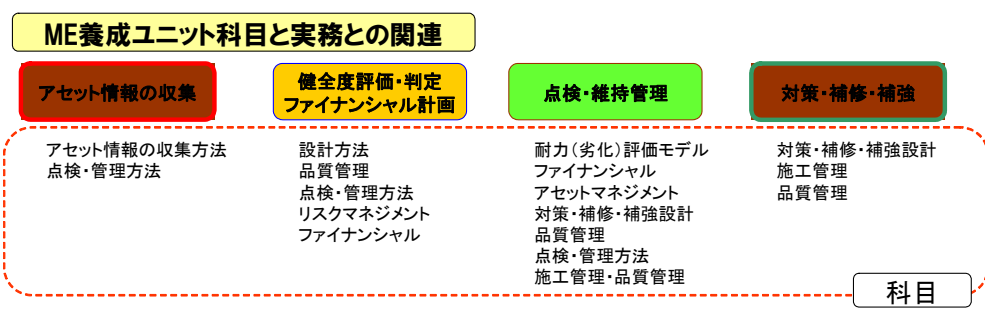 ME養成ユニット科目と実務との関連
アセット情報の収集
健全度評価・判定
ファイナンシャル計画
点検・維持管理
対策・補修・補強
アセット情報の収集方法
点検・管理方法
設計方法
品質管理
点検・管理方法
リスクマネジメント
ファイナンシャル
耐力(劣化)評価モデル
ファイナンシャル
アセットマネジメント
対策・補修・補強設計
品質管理
点検・管理方法
施工管理・品質管理
対策・補修・補強設計
施工管理
品質管理
科目